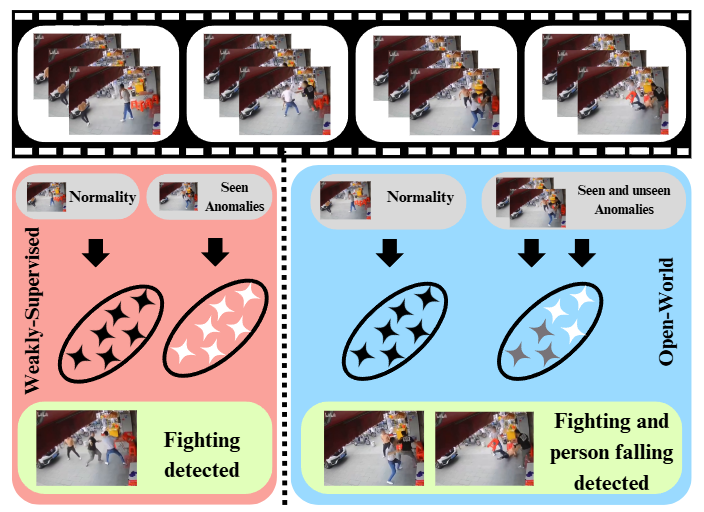 Normality
Seen
Anomalies
Weakly-Supervised
Fighting
detected
Normality
Seen and unseen
Anomalies
Open-World
Fighting and
person falling
detected